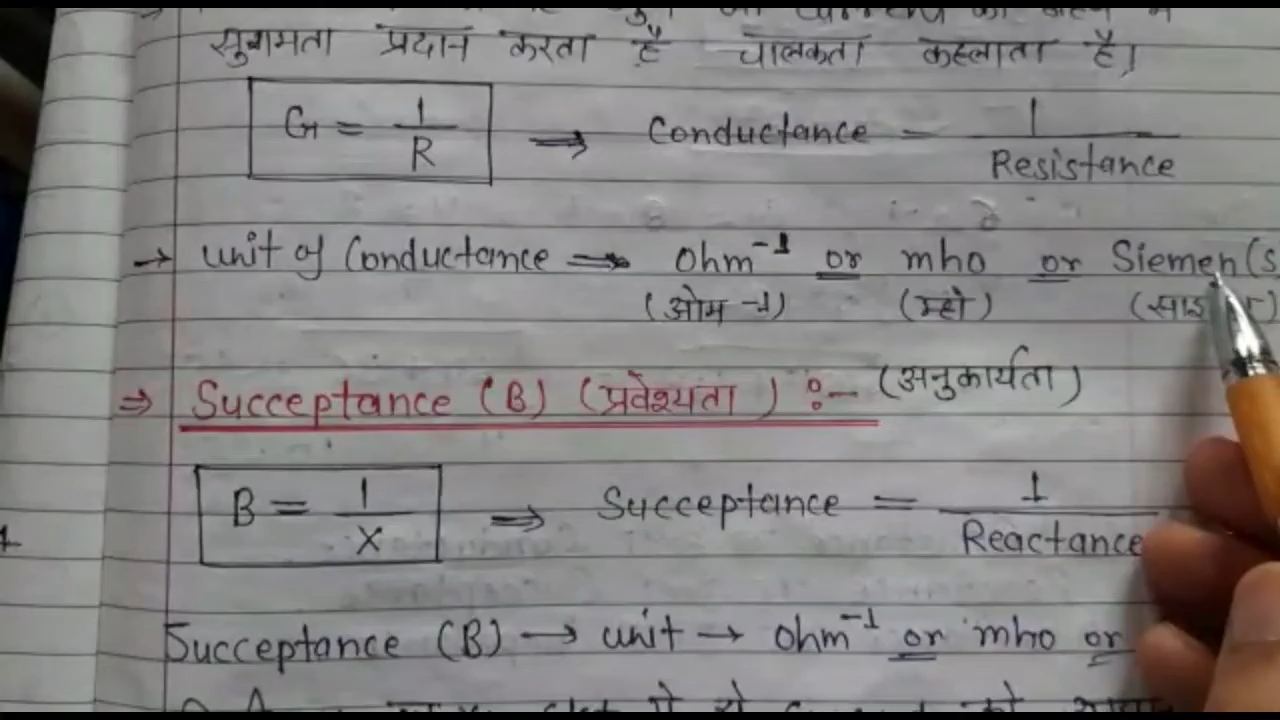 सुगमता प्रदान करता है चालकता कहलाता है।
G = 1/R ⇒ Conductance = 1/Resistance
→ unit of Conductance ⇒ ohm⁻¹ or mho or Siemen (s
(ओम -1) (म्हो)
⇒ Succeptance (B) (प्रवेश्यता) :- (अनुकार्यता)
B = 1/X ⇒ Succeptance = 1/Reactance
Succeptance (B) → unit → ohm⁻¹ or mho or